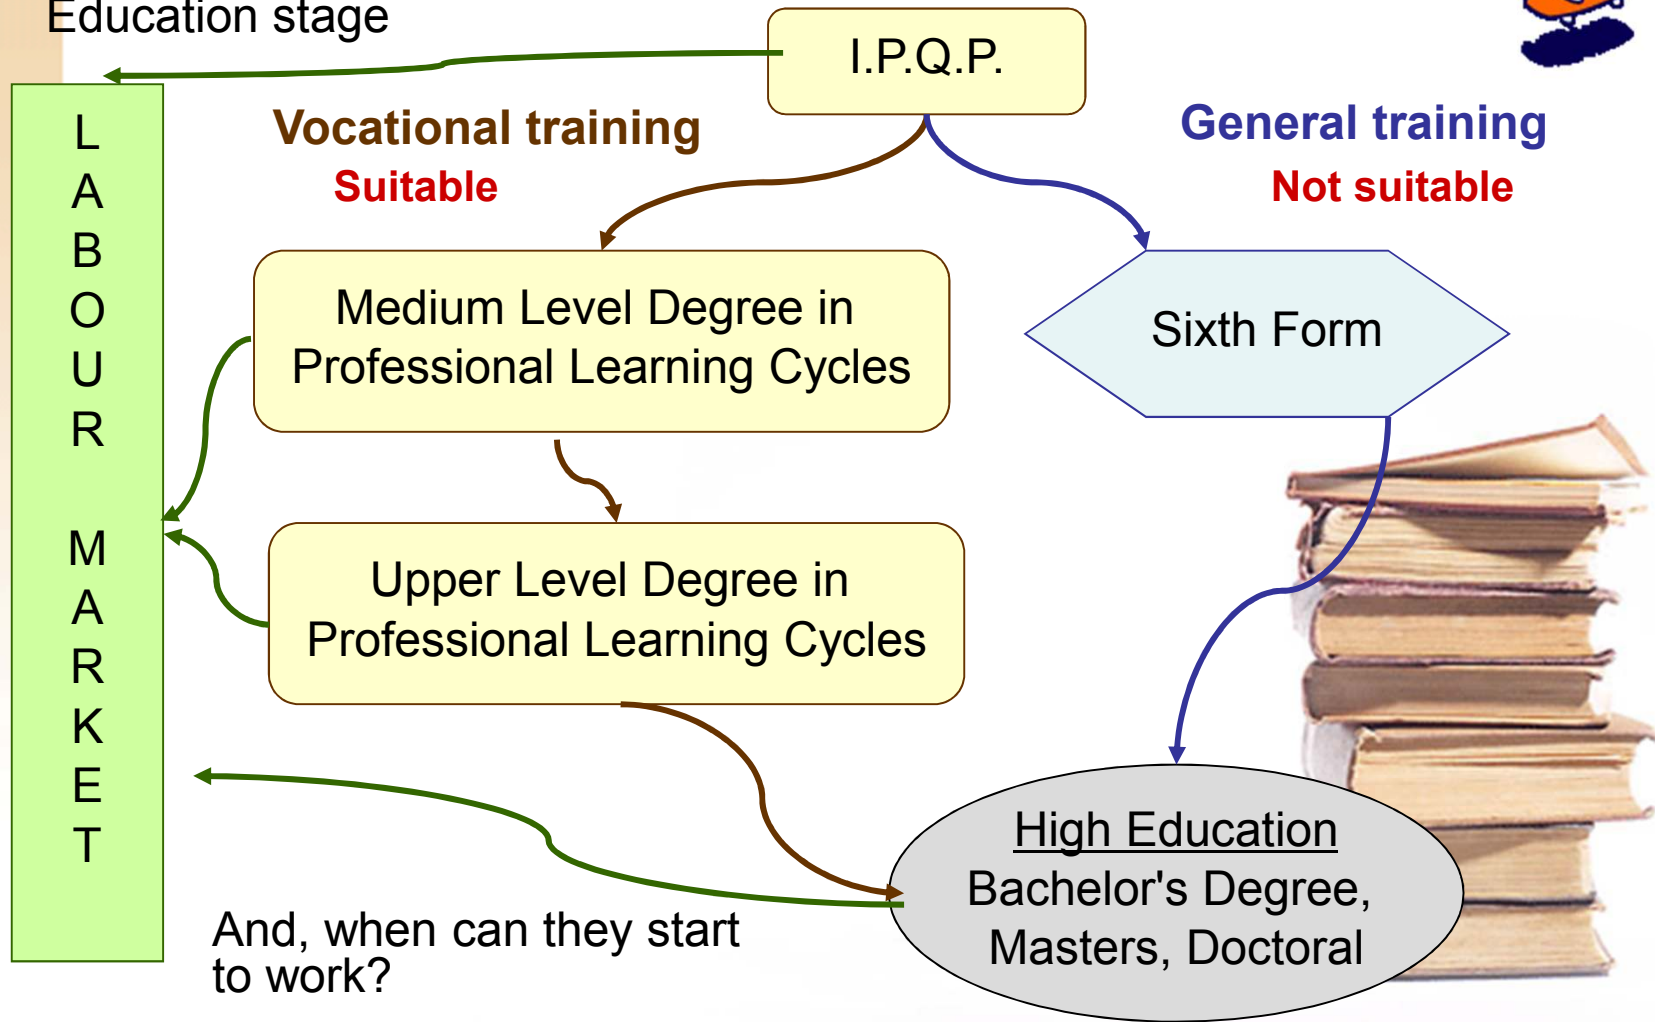 Education stage
I.P.Q.P.
L
A
B
O
U
R
M
A
R
K
E
T
Vocational training
Suitable
General training
Not suitable
Medium Level Degree in
Professional Learning Cycles
Sixth Form
Upper Level Degree in
Professional Learning Cycles
High Education
Bachelor's Degree,
Masters, Doctoral
And, when can they start
to work?